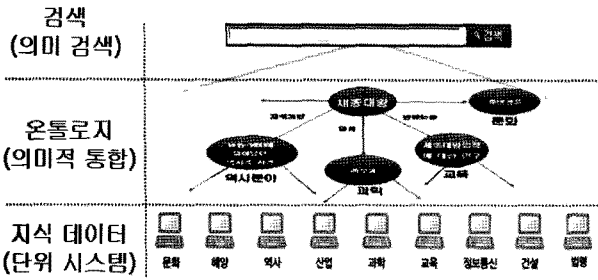 검색
(의미 검색)
검색
온톨로지
(의미적 통합)
세종대왕
문화
역사분야
과학
교육
지식 데이터
(단위 시스템)
문화
해양
역사
산업
과학
교육
정보통신
건설
법령